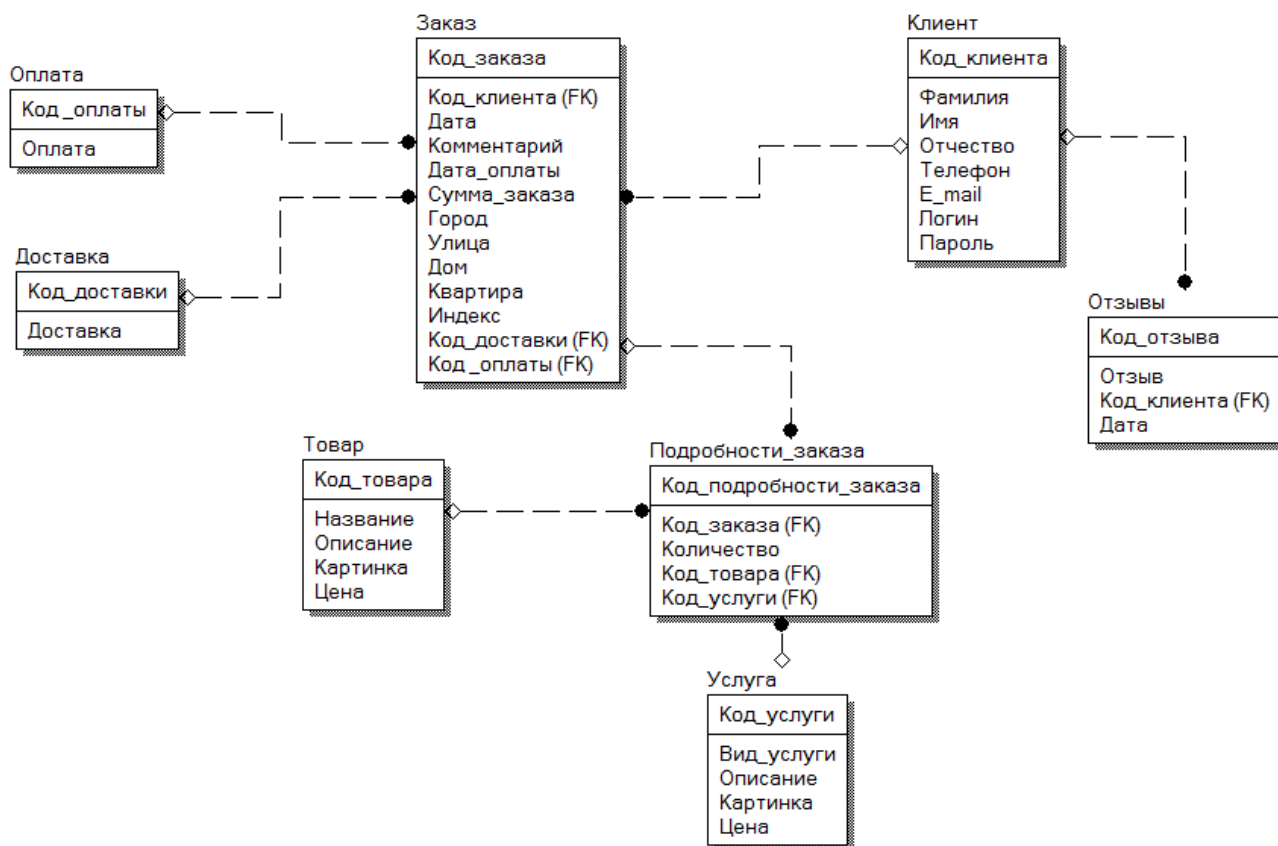 Заказ
Код_заказа
Код_клиента (FK)
Дата
Комментарий
Дата_оплаты
Сумма_заказа
Город
Улица
Дом
Квартира
Индекс
Код_доставки (FK)
Код_оплаты (FK)
Клиент
Код_клиента
Фамилия
Имя
Отчество
Телефон
E_mail
Логин
Пароль
Оплата
Код_оплаты
Оплата
Доставка
Код_доставки
Доставка
Отзывы
Код_отзыва
Отзыв
Код_клиента (FK)
Дата
Товар
Код_товара
Название
Описание
Картинка
Цена
Подробности_заказа
Код_подробности_заказа
Код_заказа (FK)
Количество
Код_товара (FK)
Код_услуги (FK)
Услуга
Код_услуги
Вид_услуги
Описание
Картинка
Цена